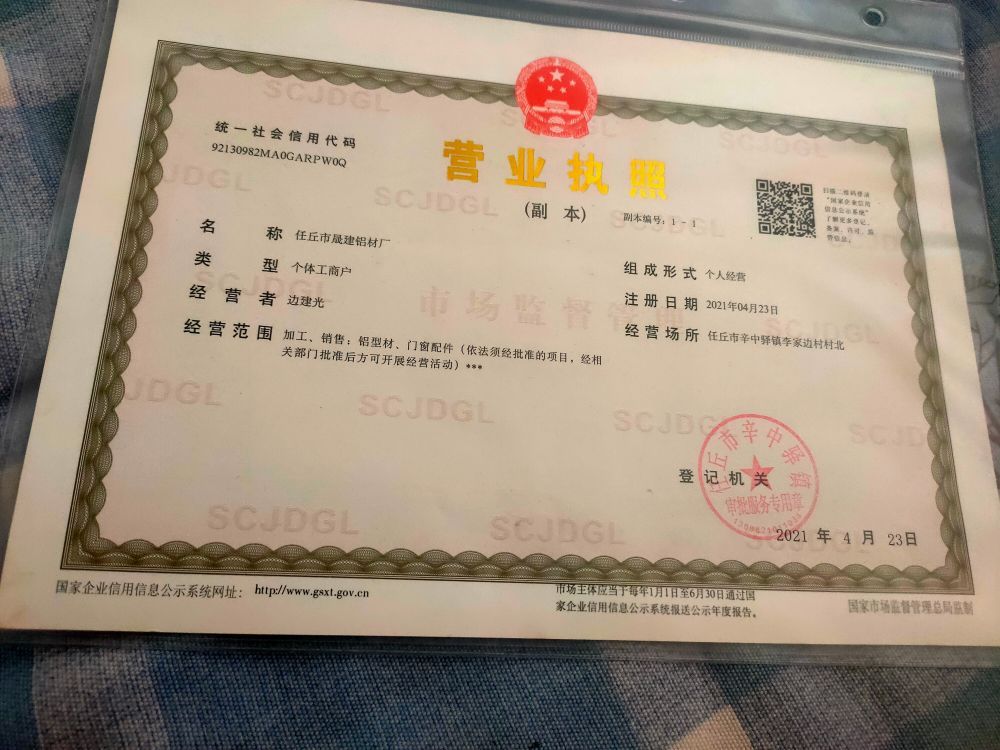 统一社会信用代码
92130982MA0GARPW0Q
营业执照
(副 本)
副本编号：1－1
扫描二维码登录
"国家企业信用
信息公示系统"
了解更多登记、
备案、许可、监
管信息。
名 称 任丘市晟建铝材厂
类 型 个体工商户
经 营 者 边建光
经 营 范 围 加工、销售：铝型材、门窗配件（依法须经批准的项目，经相
关部门批准后方可开展经营活动）***
组 成 形 式 个人经营
注 册 日 期 2021年04月23日
经 营 场 所 任丘市辛中驿镇李家边村村北
市场监督管理
SCJDGL
登 记 机 关
任丘市辛中驿镇
审批服务专用章
2021 年 4 月 23日
国家企业信用信息公示系统网址： http://www.gsxt.gov.cn
市场主体应当于每年1月1日至6月30日通过国
家企业信用信息公示系统报送公示年度报告。
国家市场监督管理总局监制